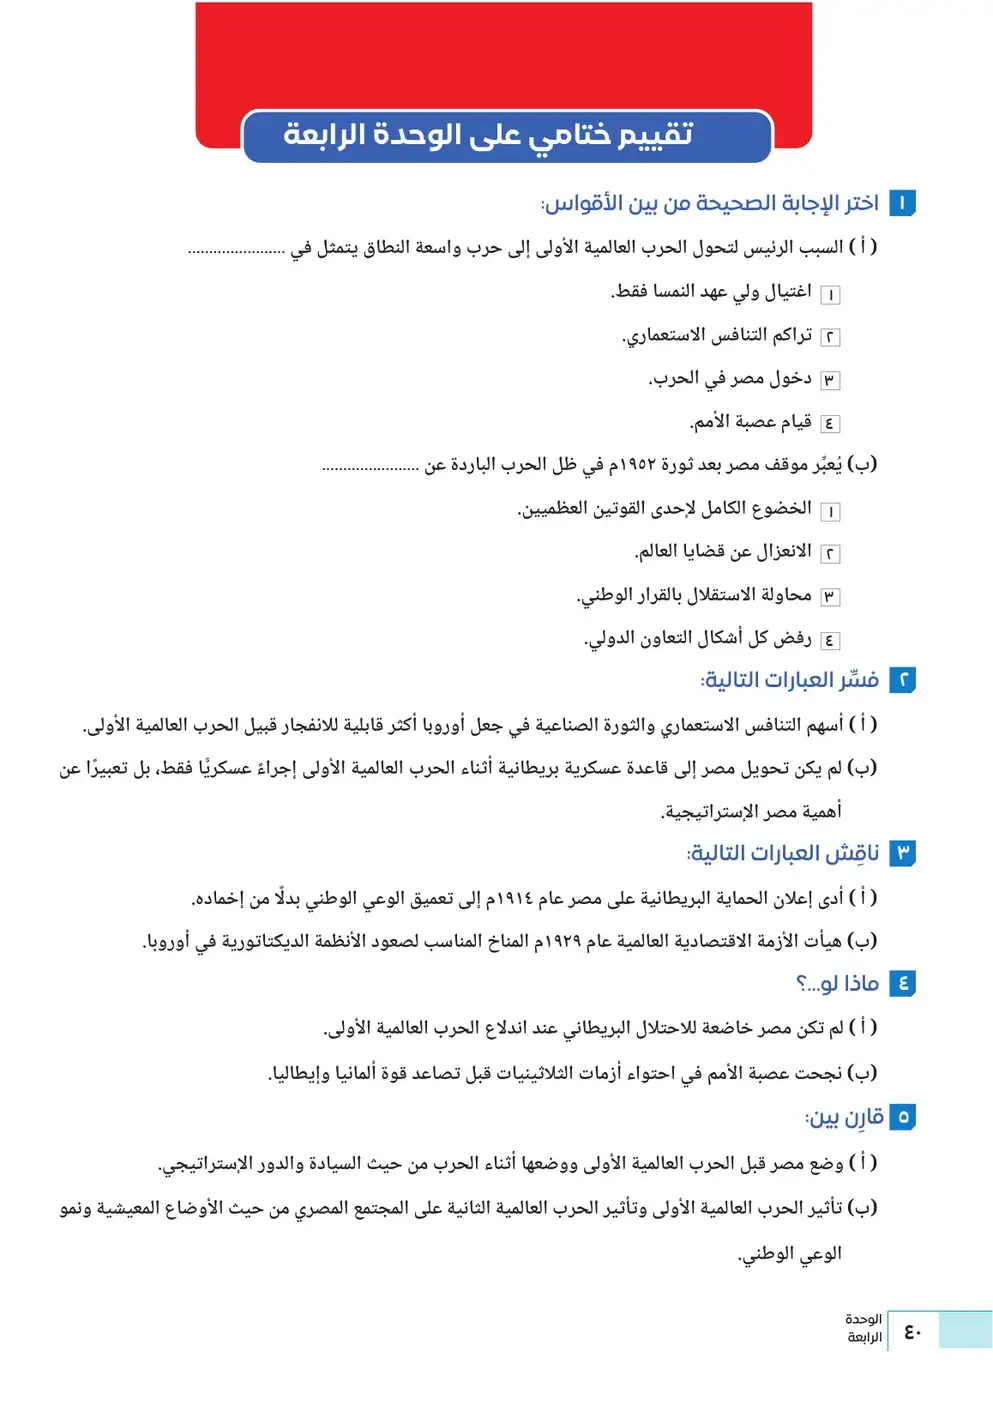 تقييم ختامي على الوحدة الرابعة
١ اختر الإجابة الصحيحة من بين الأقواس:
( أ ) السبب الرئيس لتحول الحرب العالمية الأولى إلى حرب واسعة النطاق يتمثل في .......................
١ اغتيال ولي عهد النمسا فقط.
٢ تراكم التنافس الاستعماري.
٣ دخول مصر في الحرب.
٤ قيام عصبة الأمم.
(ب) يُعبِّر موقف مصر بعد ثورة ١٩٥٢م في ظل الحرب الباردة عن .......................
١ الخضوع الكامل لإحدى القوتين العظميين.
٢ الانعزال عن قضايا العالم.
٣ محاولة الاستقلال بالقرار الوطني.
٤ رفض كل أشكال التعاون الدولي.
٢ فسِّر العبارات التالية:
( أ ) أسهم التنافس الاستعماري والثورة الصناعية في جعل أوروبا أكثر قابلية للانفجار قبيل الحرب العالمية الأولى.
(ب) لم يكن تحويل مصر إلى قاعدة عسكرية بريطانية أثناء الحرب العالمية الأولى إجراءً عسكريًّا فقط، بل تعبيرًا عن
أهمية مصر الإستراتيجية.
٣ ناقِش العبارات التالية:
( أ ) أدى إعلان الحماية البريطانية على مصر عام ١٩١٤م إلى تعميق الوعي الوطني بدلًا من إخماده.
(ب) هيأت الأزمة الاقتصادية العالمية عام ١٩٢٩م المناخ المناسب لصعود الأنظمة الديكتاتورية في أوروبا.
٤ ماذا لو...؟
( أ ) لم تكن مصر خاضعة للاحتلال البريطاني عند اندلاع الحرب العالمية الأولى.
(ب) نجحت عصبة الأمم في احتواء أزمات الثلاثينيات قبل تصاعد قوة ألمانيا وإيطاليا.
٥ قارِن بين:
( أ ) وضع مصر قبل الحرب العالمية الأولى ووضعها أثناء الحرب من حيث السيادة والدور الإستراتيجي.
(ب) تأثير الحرب العالمية الأولى وتأثير الحرب العالمية الثانية على المجتمع المصري من حيث الأوضاع المعيشية ونمو
الوعي الوطني.
الوحدة
الرابعة
٤٠